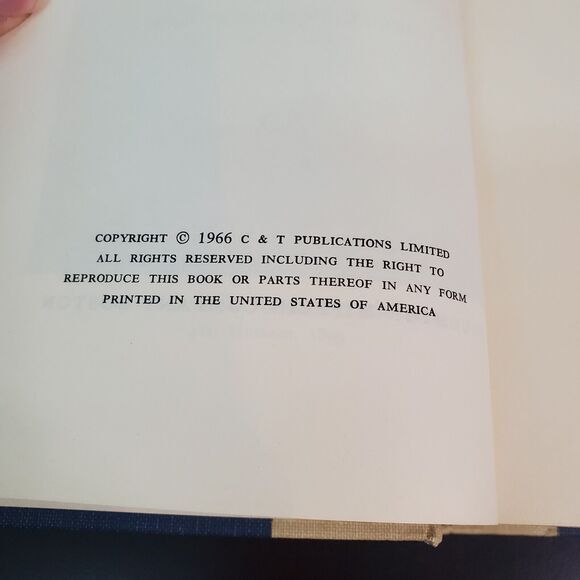 COPYRIGHT © 1966 C & T PUBLICATIONS LIMITED
ALL RIGHTS RESERVED INCLUDING THE RIGHT TO
REPRODUCE THIS BOOK OR PARTS THEREOF IN ANY FORM
PRINTED IN THE UNITED STATES OF AMERICA